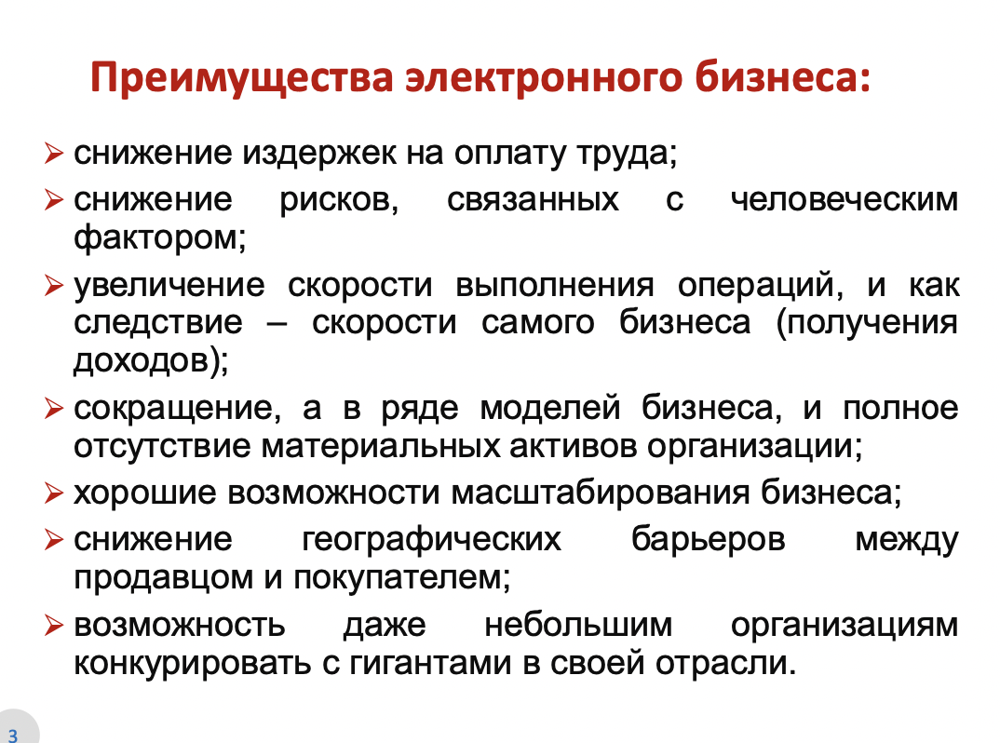 Преимущества электронного бизнеса:
снижение издержек на оплату труда;
снижение рисков, связанных с человеческим
фактором;
увеличение скорости выполнения операций, и как
следствие – скорости самого бизнеса (получения
доходов);
сокращение, а в ряде моделей бизнеса, и полное
отсутствие материальных активов организации;
хорошие возможности масштабирования бизнеса;
снижение географических барьеров между
продавцом и покупателем;
возможность даже небольшим организациям
конкурировать с гигантами в своей отрасли.
3